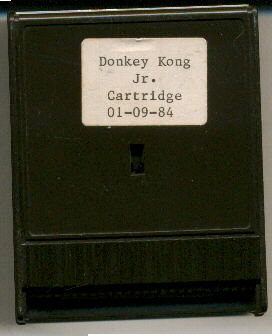 Donkey Kong
Jr.
Cartridge
01-09-84